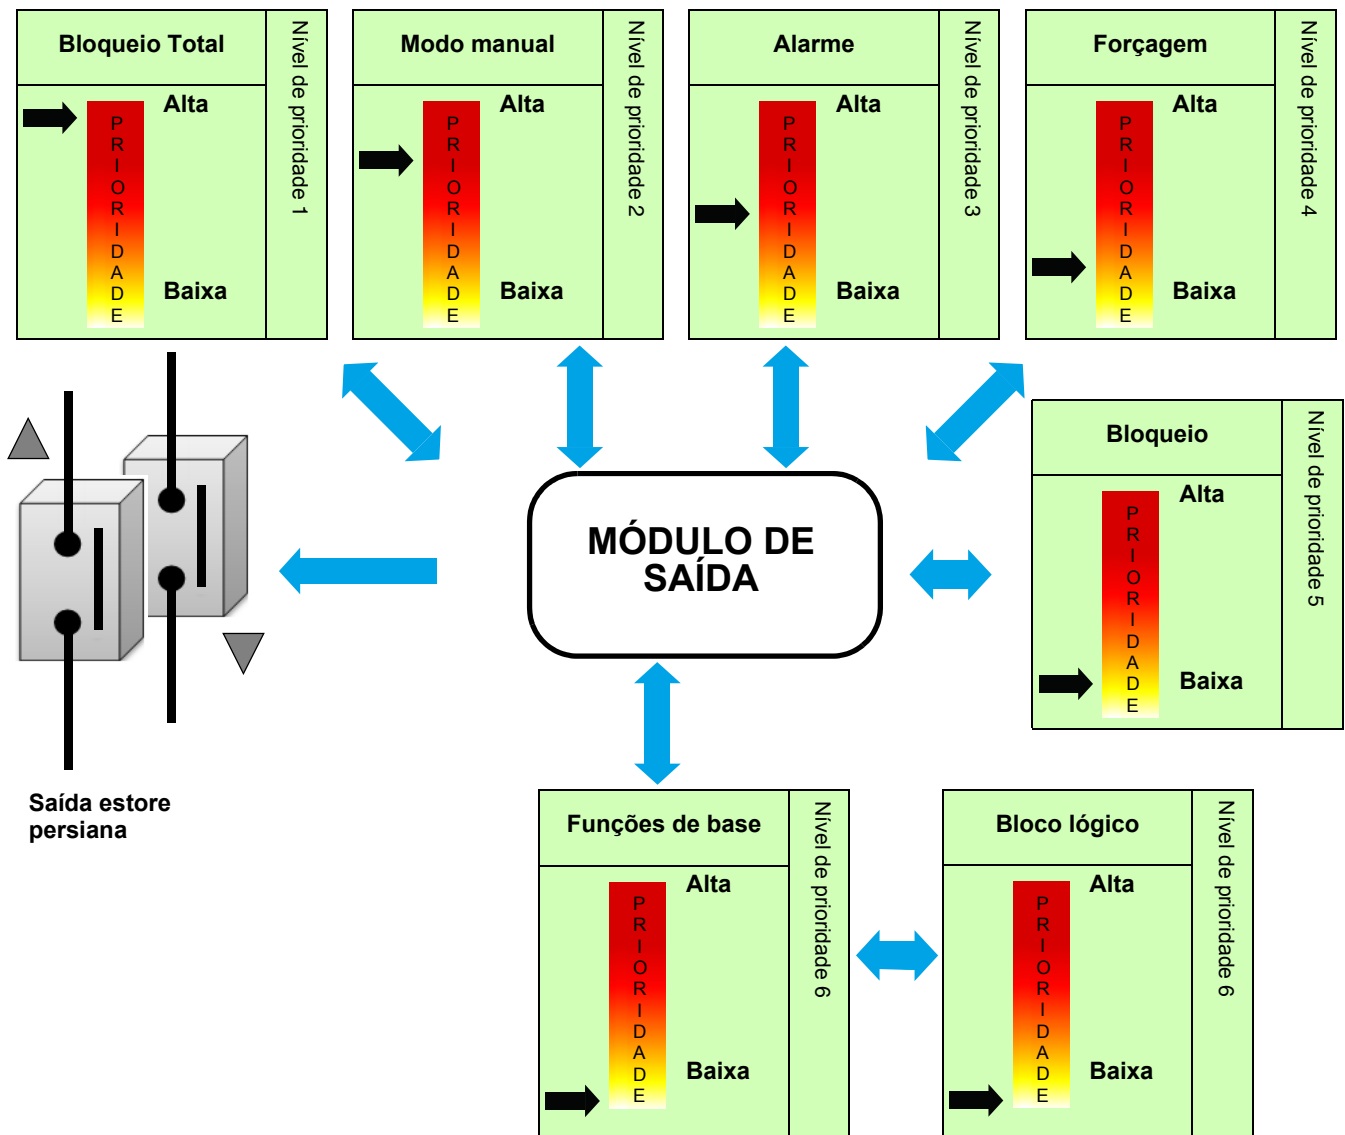 Bloqueio Total
Nível de prioridade 1
Alta
PRIORIDADE
Baixa
Modo manual
Nível de prioridade 2
Alta
PRIORIDADE
Baixa
Alarme
Nível de prioridade 3
Alta
PRIORIDADE
Baixa
Forçagem
Nível de prioridade 4
Alta
PRIORIDADE
Baixa
Bloqueio
Nível de prioridade 5
Alta
PRIORIDADE
Baixa
MÓDULO DE
SAÍDA
Saída estore
persiana
Funções de base
Nível de prioridade 6
Alta
PRIORIDADE
Baixa
Bloco lógico
Nível de prioridade 6
Alta
PRIORIDADE
Baixa